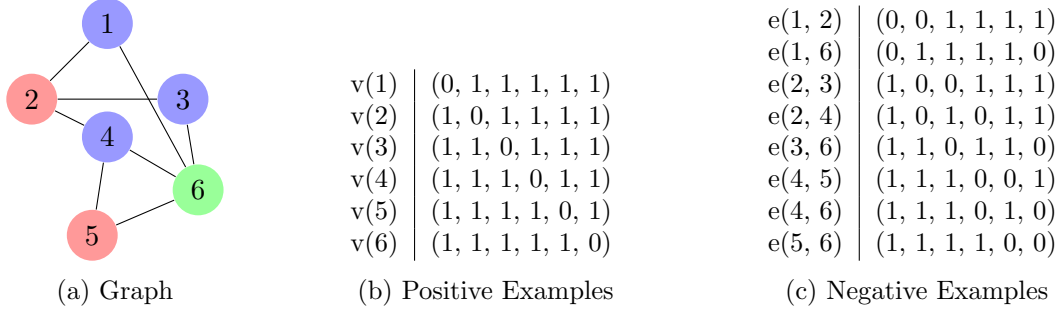 1
2
3
4
6
5
(a) Graph
v(1) (0, 1, 1, 1, 1, 1)
v(2) (1, 0, 1, 1, 1, 1)
v(3) (1, 1, 0, 1, 1, 1)
v(4) (1, 1, 1, 0, 1, 1)
v(5) (1, 1, 1, 1, 0, 1)
v(6) (1, 1, 1, 1, 1, 0)
(b) Positive Examples
e(1, 2) (0, 0, 1, 1, 1, 1)
e(1, 6) (0, 1, 1, 1, 1, 0)
e(2, 3) (1, 0, 0, 1, 1, 1)
e(2, 4) (1, 0, 1, 0, 1, 1)
e(3, 6) (1, 1, 0, 1, 1, 0)
e(4, 5) (1, 1, 1, 0, 0, 1)
e(4, 6) (1, 1, 1, 0, 1, 0)
e(5, 6) (1, 1, 1, 1, 0, 0)
(c) Negative Examples